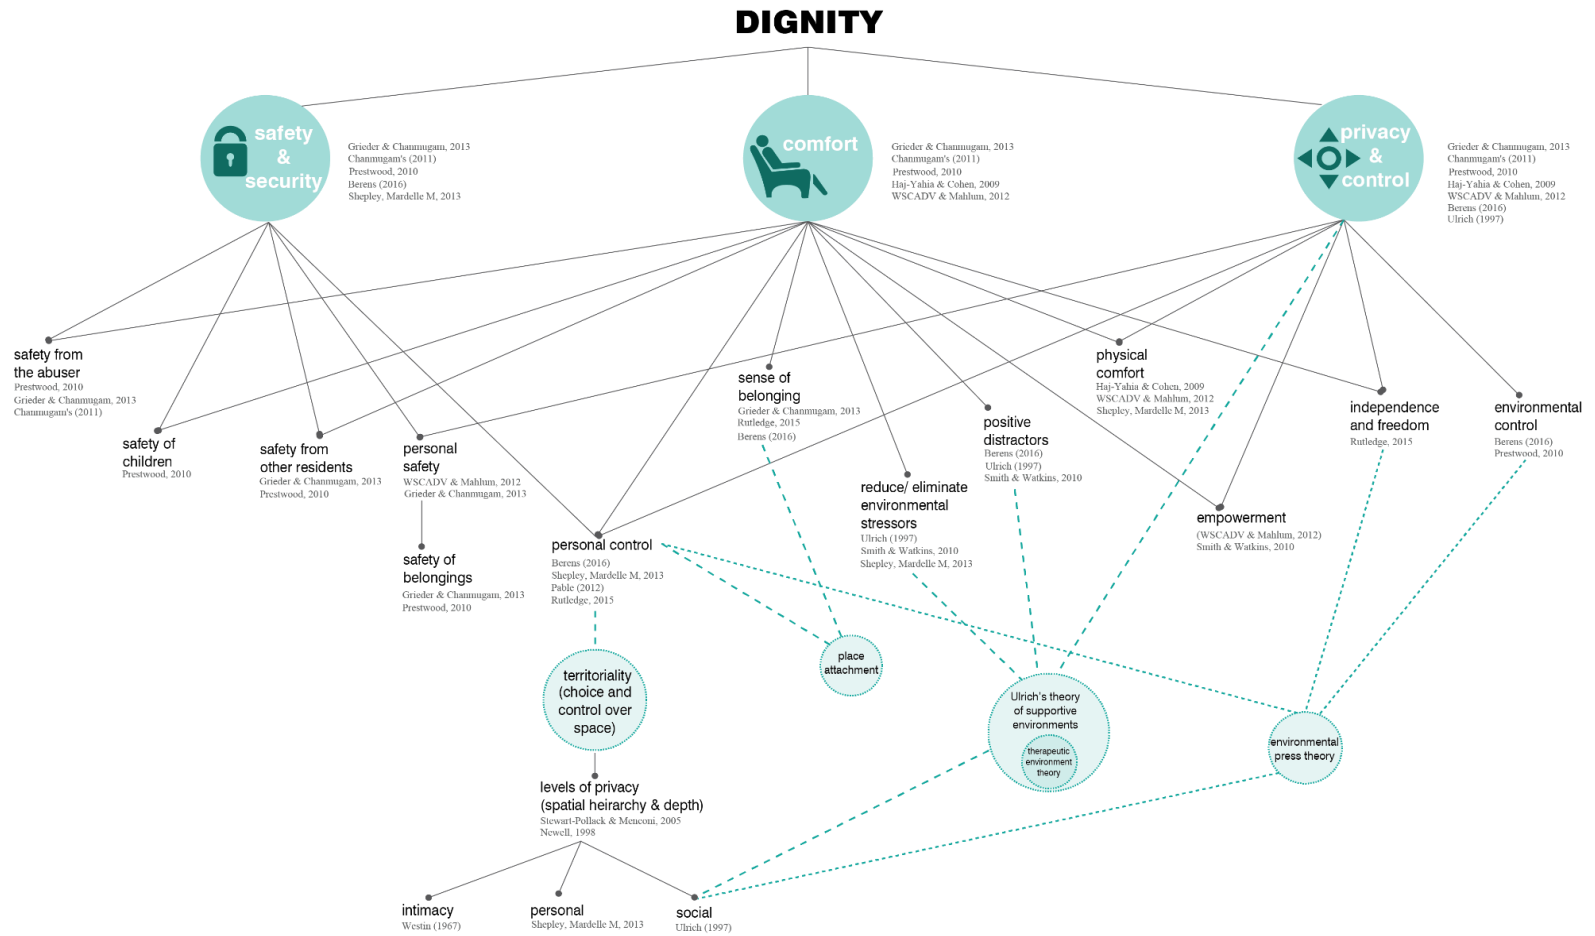 DIGNITY
safety
&
security
Grieder & Chanmugam, 2013
Chanmugam's (2011)
Prestwood, 2010
Berens (2016)
Shepley, Mardelle M, 2013
comfort
Grieder & Chanmugam, 2013
Chanmugam's (2011)
Prestwood, 2010
Haj-Yahia & Cohen, 2009
WSCADV & Mahlum, 2012
privacy
&
control
Grieder & Chanmugam, 2013
Chanmugam's (2011)
Prestwood, 2010
Haj-Yahia & Cohen, 2009
WSCADV & Mahlum, 2012
Berens (2016)
Ulrich (1997)
safety from
the abuser
Prestwood, 2010
Grieder & Chanmugam, 2013
Chanmugam's (2011)
safety of
children
Prestwood, 2010
safety from
other residents
Grieder & Chanmugam, 2013
Prestwood, 2010
personal
safety
WSCADV & Mahlum, 2012
Grieder & Chanmugam, 2013
safety of
belongings
Grieder & Chanmugam, 2013
Prestwood, 2010
personal control
Berens (2016)
Shepley, Mardelle M, 2013
Pable (2012)
Rutledge, 2015
sense of
belonging
Grieder & Chanmugam, 2013
Rutledge, 2015
Berens (2016)
reduce/ eliminate
environmental
stressors
Ulrich (1997)
Smith & Watkins, 2010
Shepley, Mardelle M, 2013
positive
distractors
Berens (2016)
Ulrich (1997)
Smith & Watkins, 2010
physical
comfort
Haj-Yahia & Cohen, 2009
WSCADV & Mahlum, 2012
Shepley, Mardelle M, 2013
empowerment
(WSCADV & Mahlum, 2012)
Smith & Watkins, 2010
independence
and freedom
Rutledge, 2015
environmental
control
Berens (2016)
Prestwood, 2010
territoriality
(choice and
control over
space)
place
attachment
Ulrich's theory
of supportive
environments
therapeutic
environment
theory
environmental
press theory
levels of privacy
(spatial heirarchy & depth)
Stewart-Pollack & Menconi, 2005
Newell, 1998
intimacy
Westin (1967)
personal
Shepley, Mardelle M, 2013
social
Ulrich (1997)